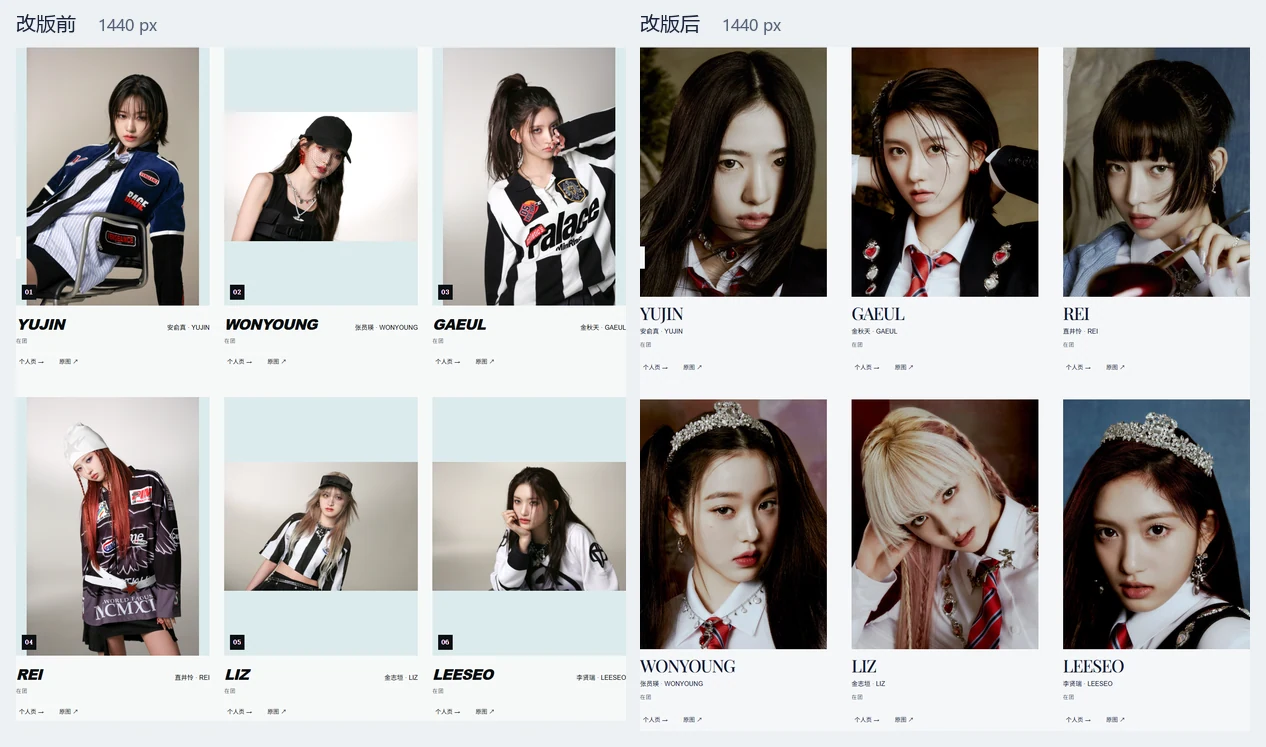 改版前 1440 px
改版后 1440 px
01
02
03
RAGE
Palace
YUJIN 安俞真 · YUJIN
在团
个人页 → 原图 ↗
WONYOUNG 张员瑛 · WONYOUNG
在团
个人页 → 原图 ↗
GAEUL 金秋天 · GAEUL
在团
个人页 → 原图 ↗
04
05
06
WORLD FAMOUS
MCMXCI
REI 直井怜 · REI
在团
个人页 → 原图 ↗
LIZ 金志垣 · LIZ
在团
个人页 → 原图 ↗
LEESEO 李贤瑞 · LEESEO
在团
个人页 → 原图 ↗
YUJIN
安俞真 · YUJIN
在团
个人页 → 原图 ↗
GAEUL
金秋天 · GAEUL
在团
个人页 → 原图 ↗
REI
直井怜 · REI
在团
个人页 → 原图 ↗
WONYOUNG
张员瑛 · WONYOUNG
在团
个人页 → 原图 ↗
LIZ
金志垣 · LIZ
在团
个人页 → 原图 ↗
LEESEO
李贤瑞 · LEESEO
在团
个人页 → 原图 ↗